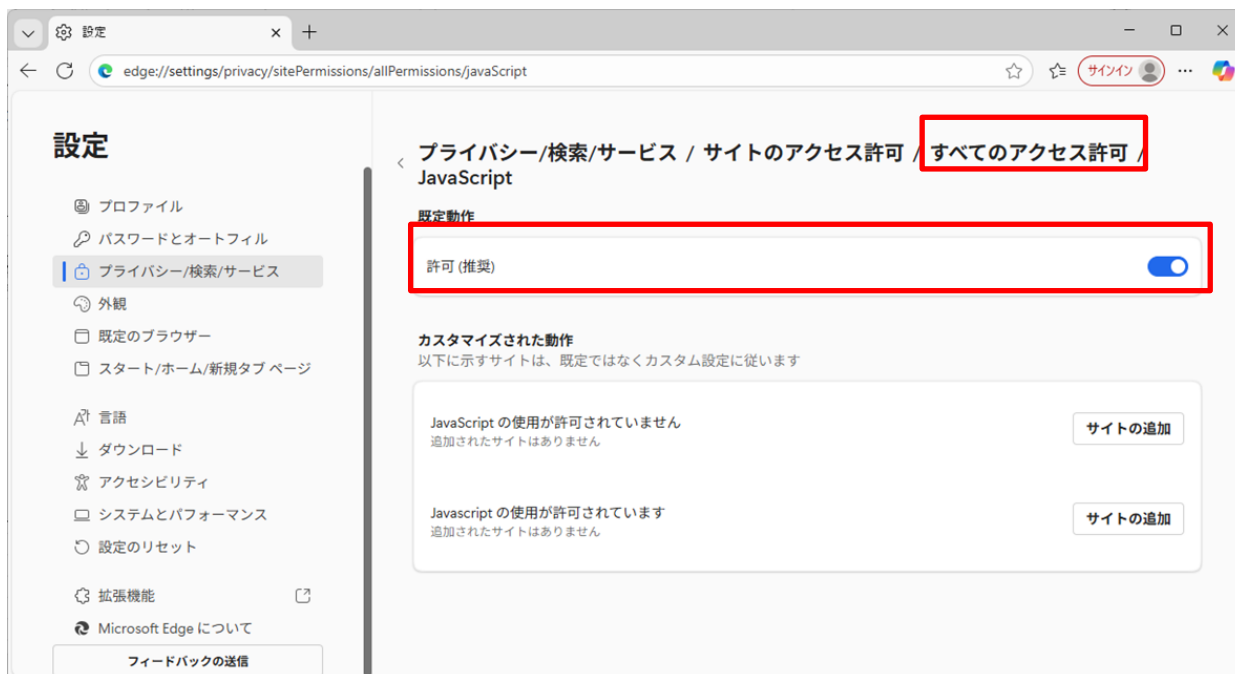 設定
edge://settings/privacy/sitePermissions/allPermissions/javaScript
サインイン
設定
プロファイル
パスワードとオートフィル
プライバシー/検索/サービス
外観
既定のブラウザー
スタート/ホーム/新規タブ ページ
言語
ダウンロード
アクセシビリティ
システムとパフォーマンス
設定のリセット
拡張機能
Microsoft Edge について
フィードバックの送信
プライバシー/検索/サービス / サイトのアクセス許可 / すべてのアクセス許可 /
JavaScript
既定動作
許可 (推奨)
カスタマイズされた動作
以下に示すサイトは、既定ではなくカスタム設定に従います
JavaScript の使用が許可されていません
追加されたサイトはありません
サイトの追加
Javascript の使用が許可されています
追加されたサイトはありません
サイトの追加